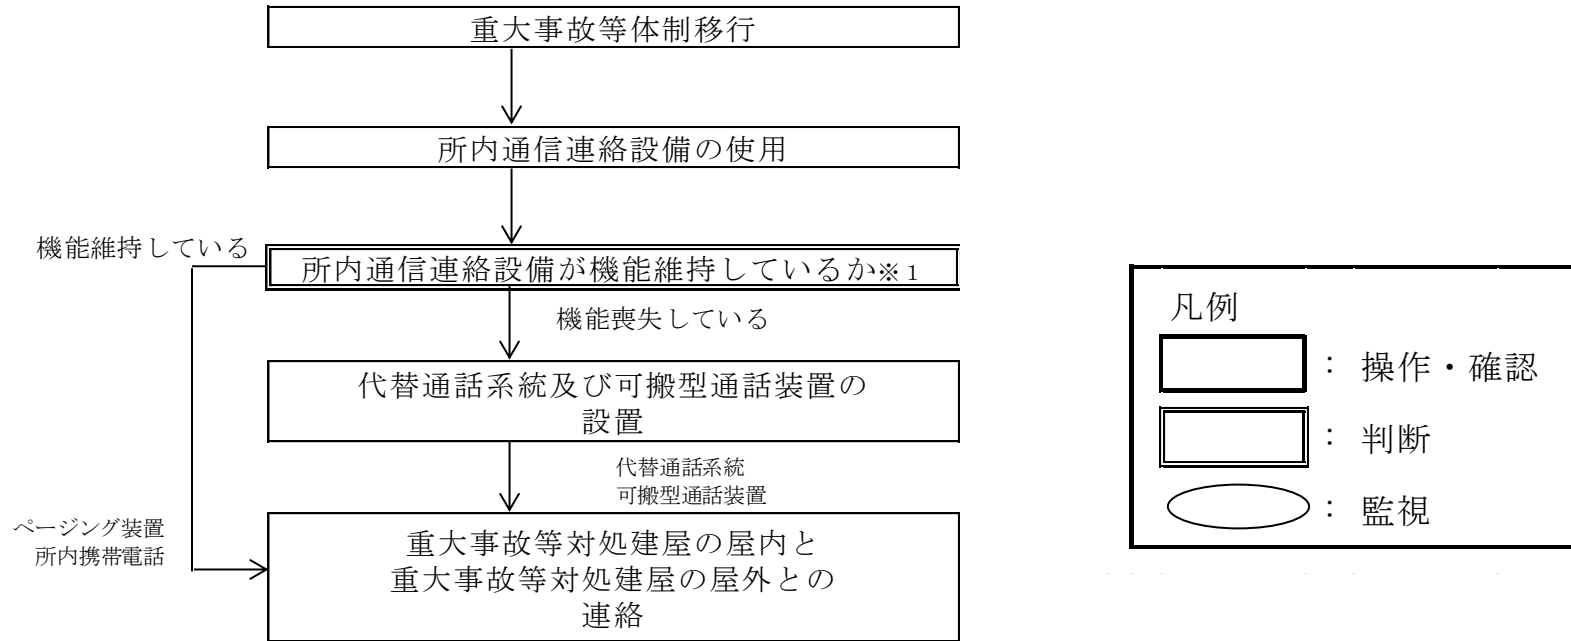 重大事故等体制移行
所内通信連絡設備の使用
機能維持している
所内通信連絡設備が機能維持しているか※1
機能喪失している
代替通話系統及び可搬型通話装置の
設置
代替通話系統
可搬型通話装置
ページング装置
所内携帯電話
重大事故等対処建屋の屋内と
重大事故等対処建屋の屋外との
連絡
凡例
： 操作・確認
： 判断
： 監視